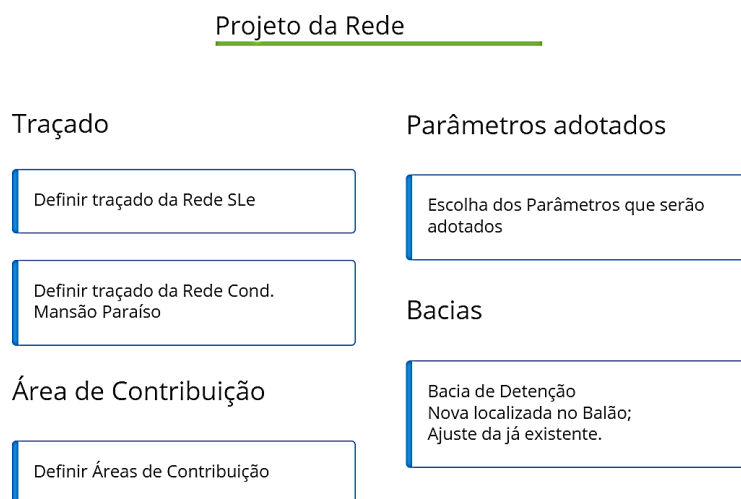 Projeto da Rede
Traçado
Definir traçado da Rede SLe
Definir traçado da Rede Cond.
Mansão Paraíso
Área de Contribuição
Definir Áreas de Contribuição
Parâmetros adotados
Escolha dos Parâmetros que serão
adotados
Bacias
Bacia de Detenção
Nova localizada no Balão;
Ajuste da já existente.